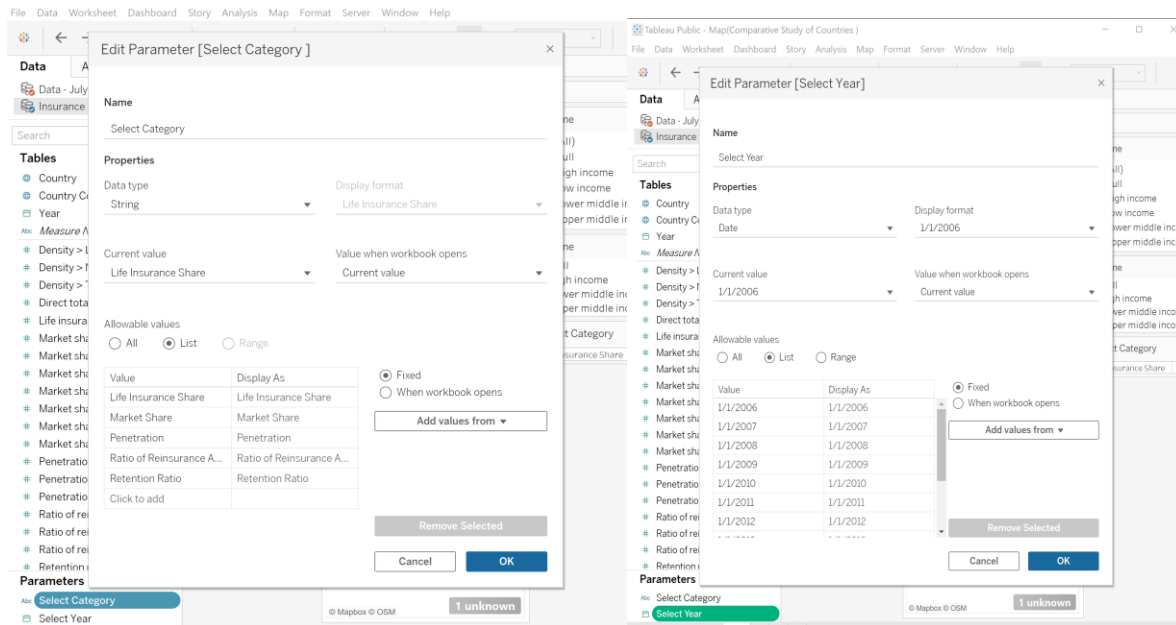 File Data Worksheet Dashboard Story Analysis Map Format Server Window Help
Edit Parameter [Select Category ]
Data
Data - July
Insurance
Search
Tables
Country
Year
Density >
Density >
Density >
Direct tota
Life insura
Market sha
Market sha
Market sha
Market sha
Market sha
Market sha
Penetratio
Penetratio
Penetratio
Ratio of rei
Ratio of rei
Ratio of rei
Retention
Parameters
Abc Select Category
Select Year
Name
Select Category
Properties
Data type
Display format
String
Life Insurance Share
Current value
Value when workbook opens
Life Insurance Share
Current value
Allowable values
All List Range
Value Display As
Life Insurance Share Life Insurance Share
Market Share Market Share
Penetration Penetration
Ratio of Reinsurance A... Ratio of Reinsurance A...
Retention Ratio Retention Ratio
Click to add
Fixed
When workbook opens
Add values from
Remove Selected
Cancel OK
© Mapbox © OSM
1 unknown
Tableau Public - Map(Comparative Study of Countries )
File Data Worksheet Dashboard Story Analysis Map Format Server Window Help
Edit Parameter [Select Year]
Data
Data - July
Insurance
Search
Tables
Country
Year
Density >
Density >
Density >
Direct tota
Life insura
Market sha
Market sha
Market sha
Market sha
Market sha
Market sha
Penetratio
Penetratio
Penetratio
Ratio of rei
Ratio of rei
Ratio of rei
Retention
Parameters
Abc Select Category
Select Year
Name
Select Year
Properties
Data type
Display format
Date
1/1/2006
Current value
Value when workbook opens
1/1/2006
Current value
Allowable values
All List Range
Value Display As
1/1/2006 1/1/2006
1/1/2007 1/1/2007
1/1/2008 1/1/2008
1/1/2009 1/1/2009
1/1/2010 1/1/2010
1/1/2011 1/1/2011
1/1/2012 1/1/2012
Fixed
When workbook opens
Add values from
Remove Selected
Cancel OK
© Mapbox © OSM
1 unknown